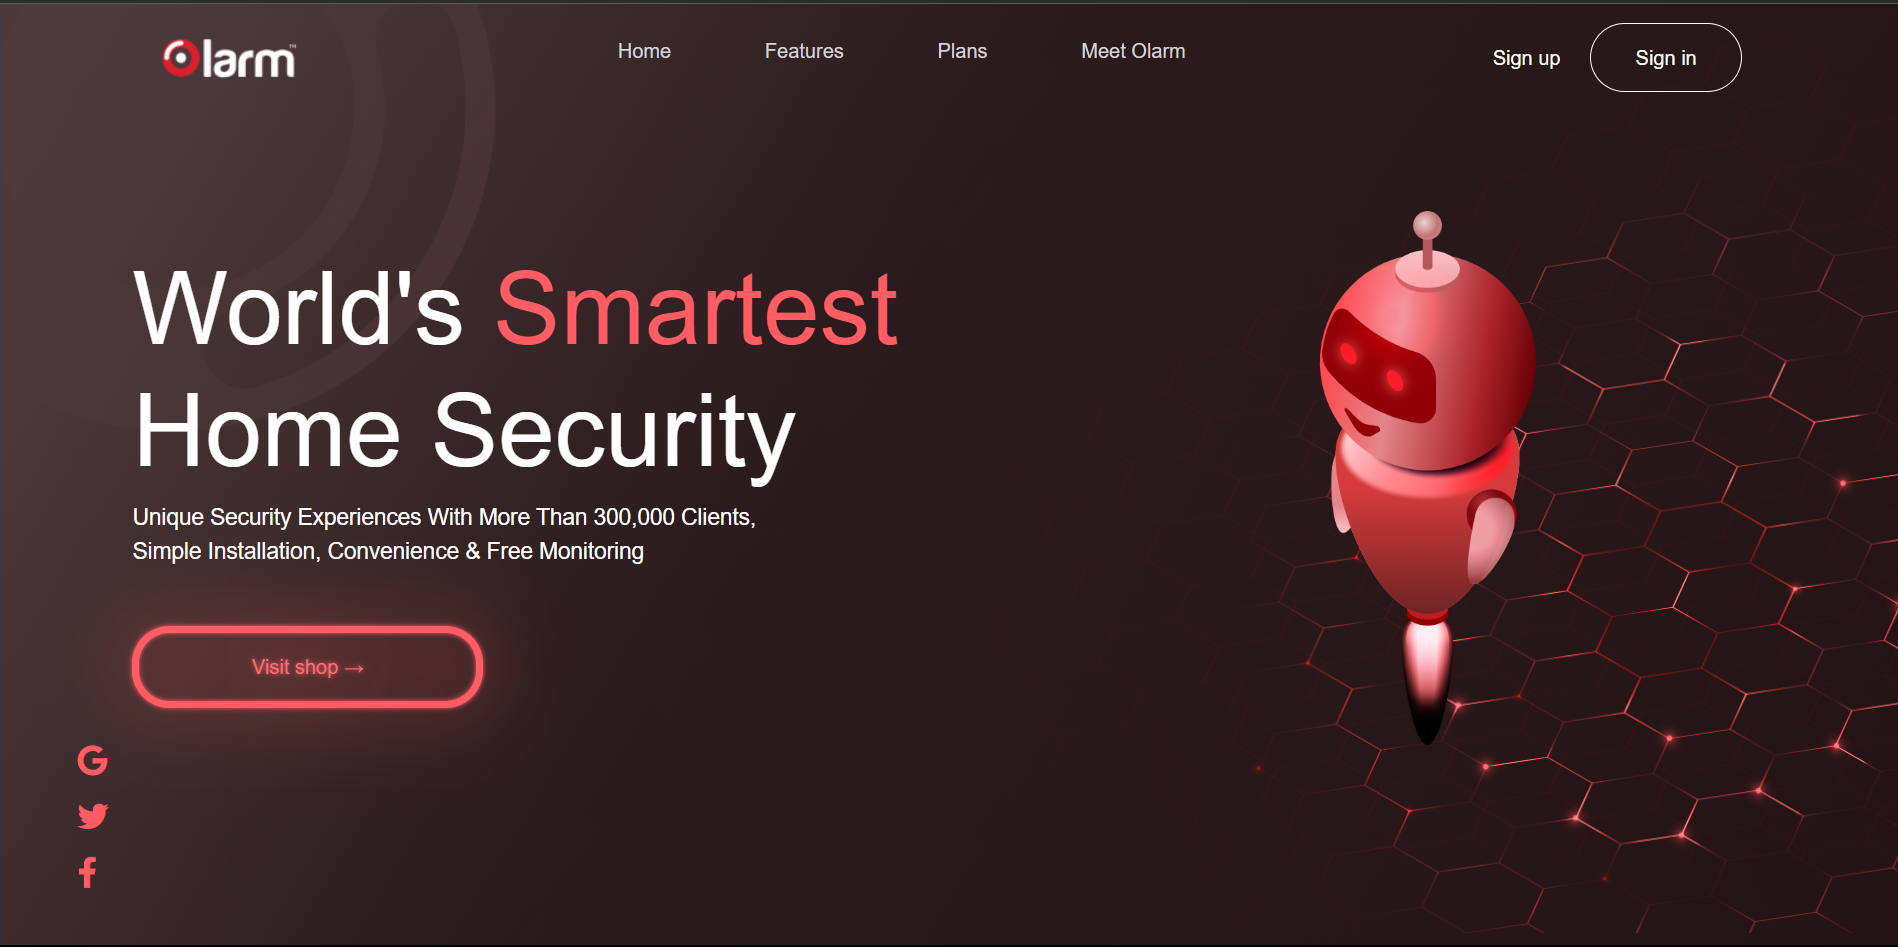 Olarm™
Home Features Plans Meet Olarm
Sign up Sign in
World's Smartest
Home Security
Unique Security Experiences With More Than 300,000 Clients,
Simple Installation, Convenience & Free Monitoring
Visit shop →